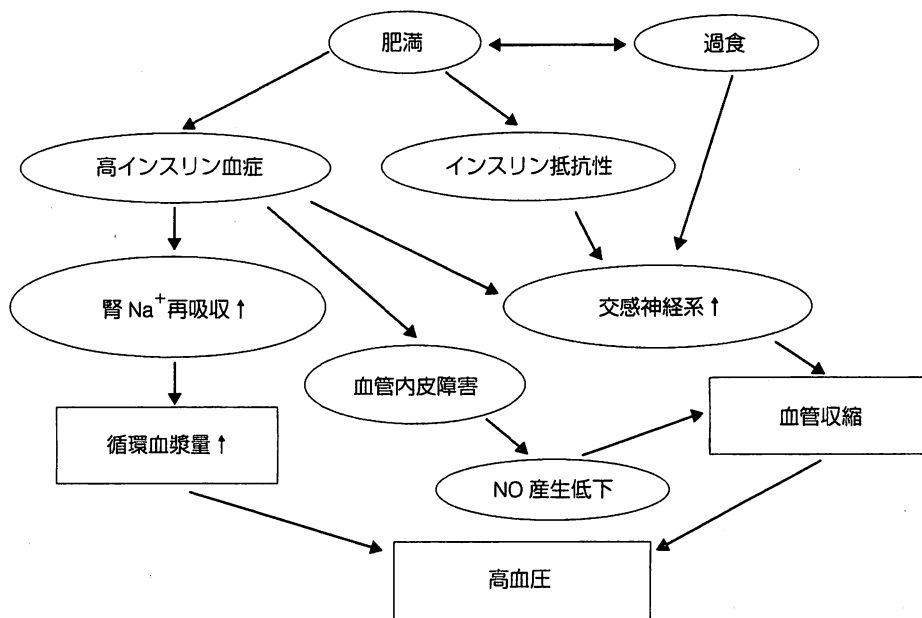 肥満
過食
高インスリン血症
インスリン抵抗性
腎 Na⁺再吸収↑
交感神経系↑
血管内皮障害
血管収縮
循環血漿量↑
NO 産生低下
高血圧